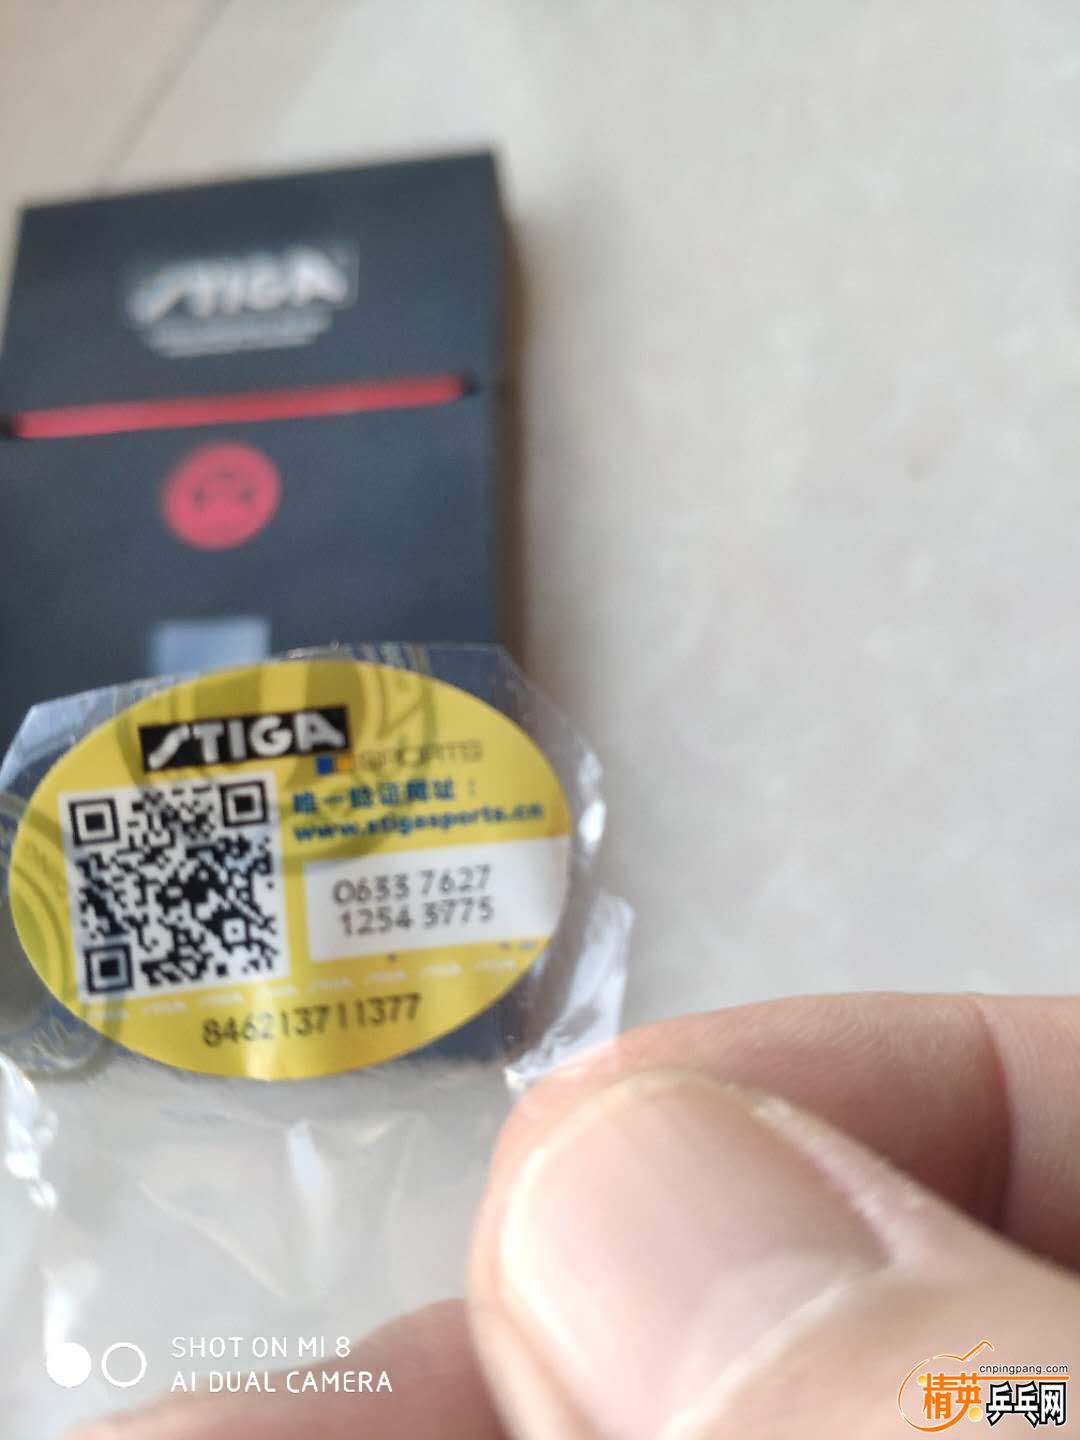 STIGA
STIGA
SPORTS
唯一验证网址：
www.stigasports.cn
0633 7627
1254 3775
846213711377
SHOT ON MI 8
AI DUAL CAMERA
cnpingpang.com
精英乒乓网